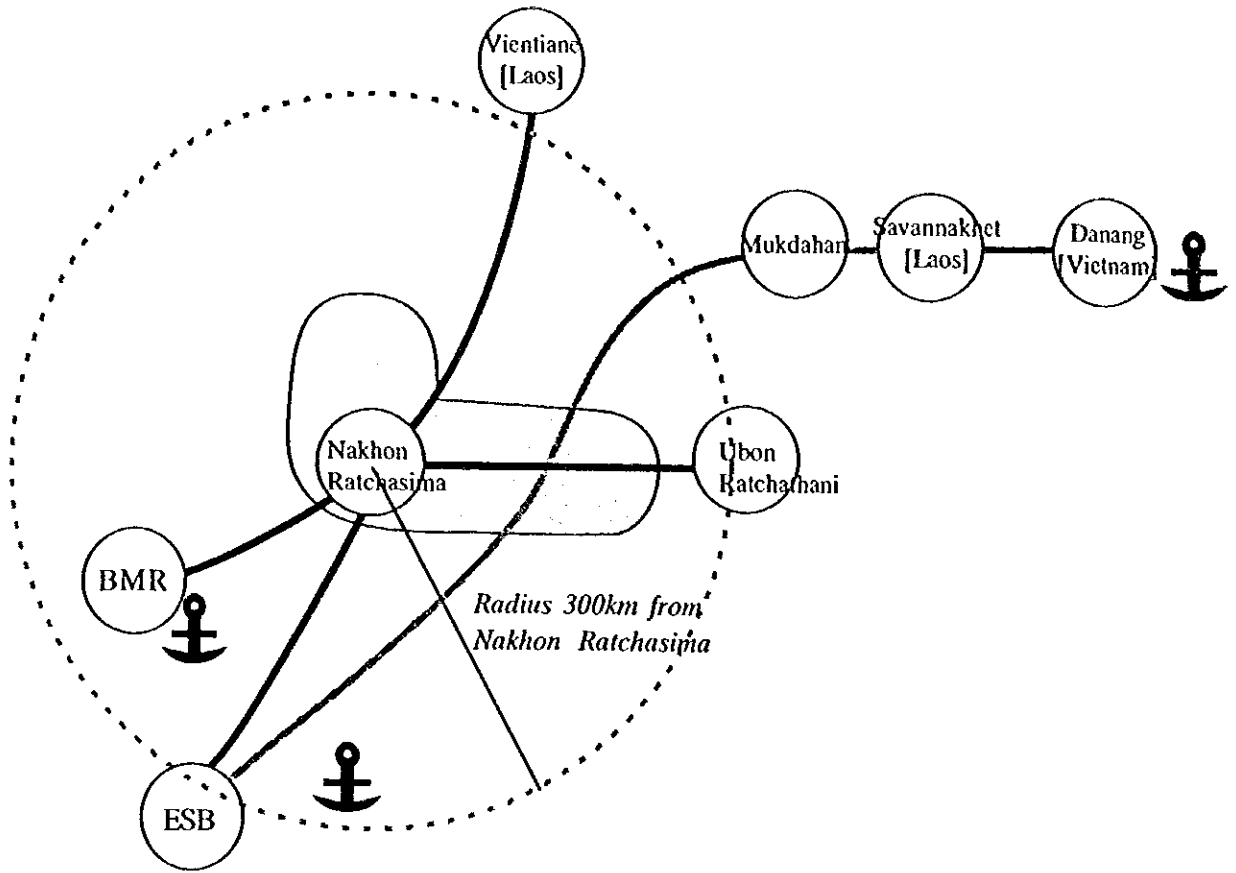 Vientiane
[Laos]
Mukdahan
Savannakhet
[Laos]
Danang
[Vietnam]
Nakhon
Ratchasima
Ubon
Ratchathani
BMR
Radius 300km from
Nakhon Ratchasima
ESB